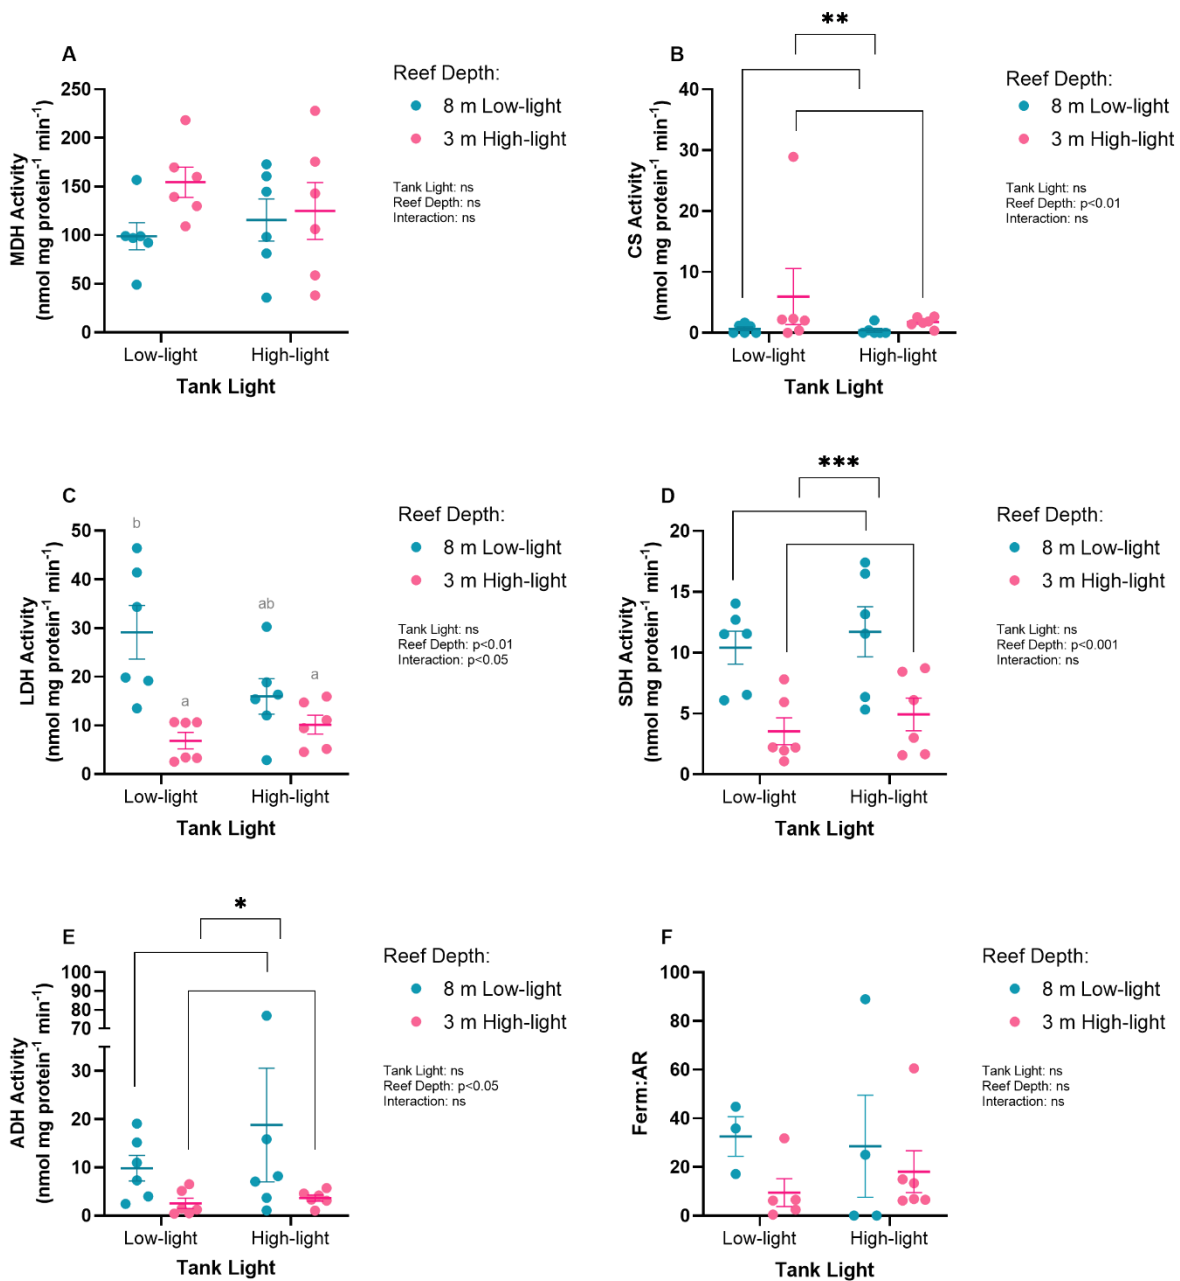 A
MDH Activity
(nmol mg protein⁻¹ min⁻¹)
250
200
150
100
50
0
Low-light
High-light
Tank Light
Reef Depth:
8 m Low-light
3 m High-light
Tank Light: ns
Reef Depth: ns
Interaction: ns
**
B
CS Activity
(nmol mg protein⁻¹ min⁻¹)
40
30
20
10
0
Low-light
High-light
Tank Light
Reef Depth:
8 m Low-light
3 m High-light
Tank Light: ns
Reef Depth: p<0.01
Interaction: ns
C
LDH Activity
(nmol mg protein⁻¹ min⁻¹)
50
40
30
20
10
0
b
a
ab
a
Low-light
High-light
Tank Light
Reef Depth:
8 m Low-light
3 m High-light
Tank Light: ns
Reef Depth: p<0.01
Interaction: p<0.05
***
D
SDH Activity
(nmol mg protein⁻¹ min⁻¹)
20
15
10
5
0
Low-light
High-light
Tank Light
Reef Depth:
8 m Low-light
3 m High-light
Tank Light: ns
Reef Depth: p<0.001
Interaction: ns
*
E
ADH Activity
(nmol mg protein⁻¹ min⁻¹)
100
90
80
70
30
20
10
0
Low-light
High-light
Tank Light
Reef Depth:
8 m Low-light
3 m High-light
Tank Light: ns
Reef Depth: p<0.05
Interaction: ns
F
Ferm:AR
100
80
60
40
20
0
Low-light
High-light
Tank Light
Reef Depth:
8 m Low-light
3 m High-light
Tank Light: ns
Reef Depth: ns
Interaction: ns